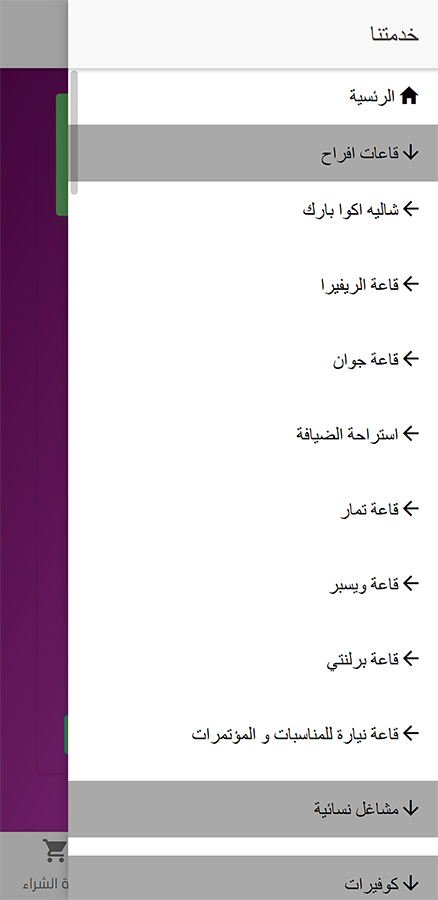 خدمتنا
الرئسية
قاعات افراح
شاليه اكوا بارك
قاعة الريفيرا
قاعة جوان
استراحة الضيافة
قاعة تمار
قاعة ويسبر
قاعة برلنتي
قاعة نيارة للمناسبات و المؤتمرات
مشاغل نسائية
كوفيرات
ة الشراء